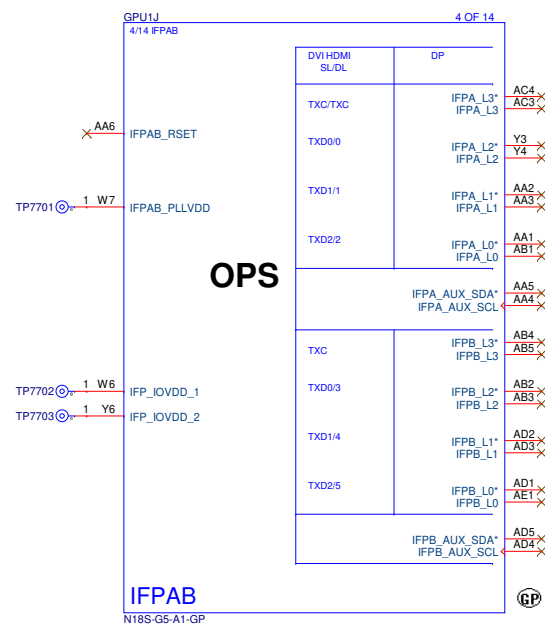 GPU1J 4 OF 14
4/14 IFPAB
DVI HDMI DP
SL/DL
AC4
IFPA_L3*
AC3
TXC/TXC IFPA_L3
AA6
IFPAB_RSET
Y3
TXD0/0 IFPA_L2*
Y4
IFPA_L2
AA2
TXD1/1 IFPA_L1*
TP7701 1 W7 IFPAB_PLLVDD
AA3
IFPA_L1
AA1
TXD2/2 IFPA_L0*
AB1
IFPA_L0
OPS
AA5
IFPA_AUX_SDA*
AA4
IFPA_AUX_SCL
AB4
TXC IFPB_L3*
AB5
IFPB_L3
TP7702 1 W6 IFP_IOVDD_1
AB2
TXD0/3 IFPB_L2*
AB3
IFPB_L2
TP7703 1 Y6 IFP_IOVDD_2
AD2
TXD1/4 IFPB_L1*
AD3
IFPB_L1
AD1
TXD2/5 IFPB_L0*
AE1
IFPB_L0
AD5
IFPB_AUX_SDA*
AD4
IFPB_AUX_SCL
IFPAB
GP
N18S-G5-A1-GP